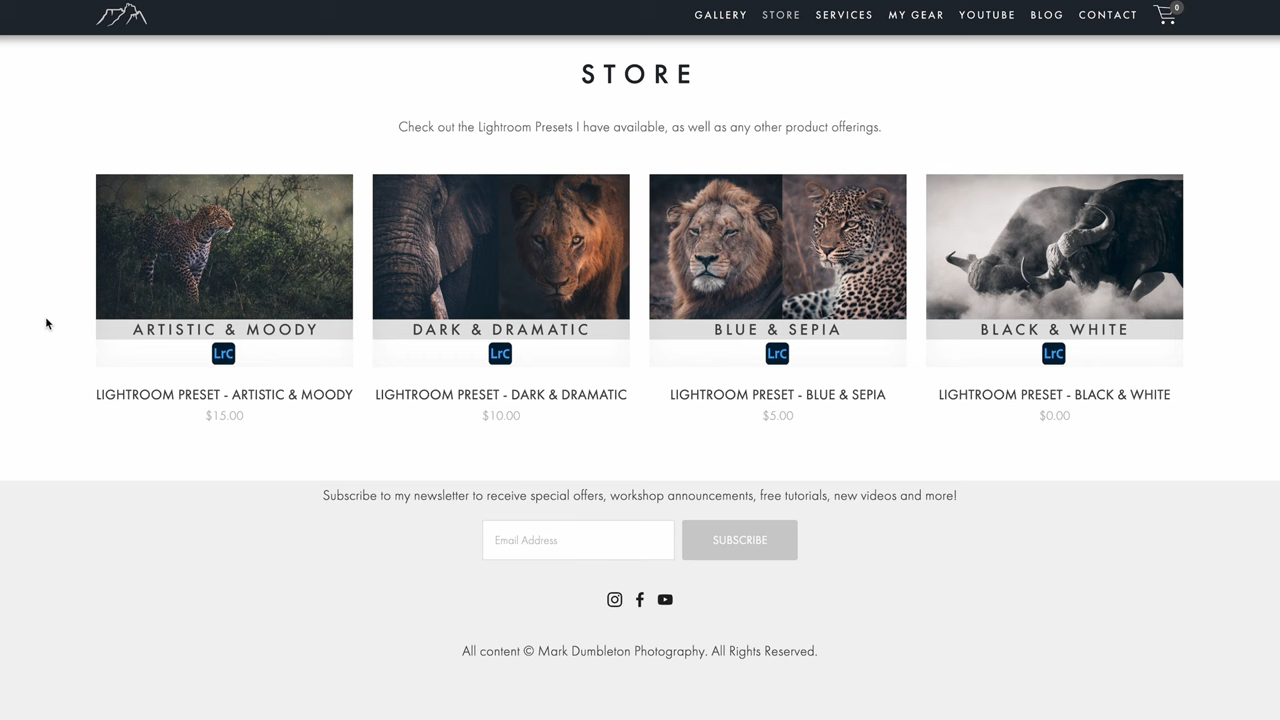 GALLERY STORE SERVICES MY GEAR YOUTUBE BLOG CONTACT 0
STORE
Check out the Lightroom Presets I have available, as well as any other product offerings.
ARTISTIC & MOODY
LrC
LIGHTROOM PRESET - ARTISTIC & MOODY
$15.00
DARK & DRAMATIC
LrC
LIGHTROOM PRESET - DARK & DRAMATIC
$10.00
BLUE & SEPIA
LrC
LIGHTROOM PRESET - BLUE & SEPIA
$5.00
BLACK & WHITE
LrC
LIGHTROOM PRESET - BLACK & WHITE
$0.00
Subscribe to my newsletter to receive special offers, workshop announcements, free tutorials, new videos and more!
Email Address
SUBSCRIBE
All content © Mark Dumbleton Photography. All Rights Reserved.